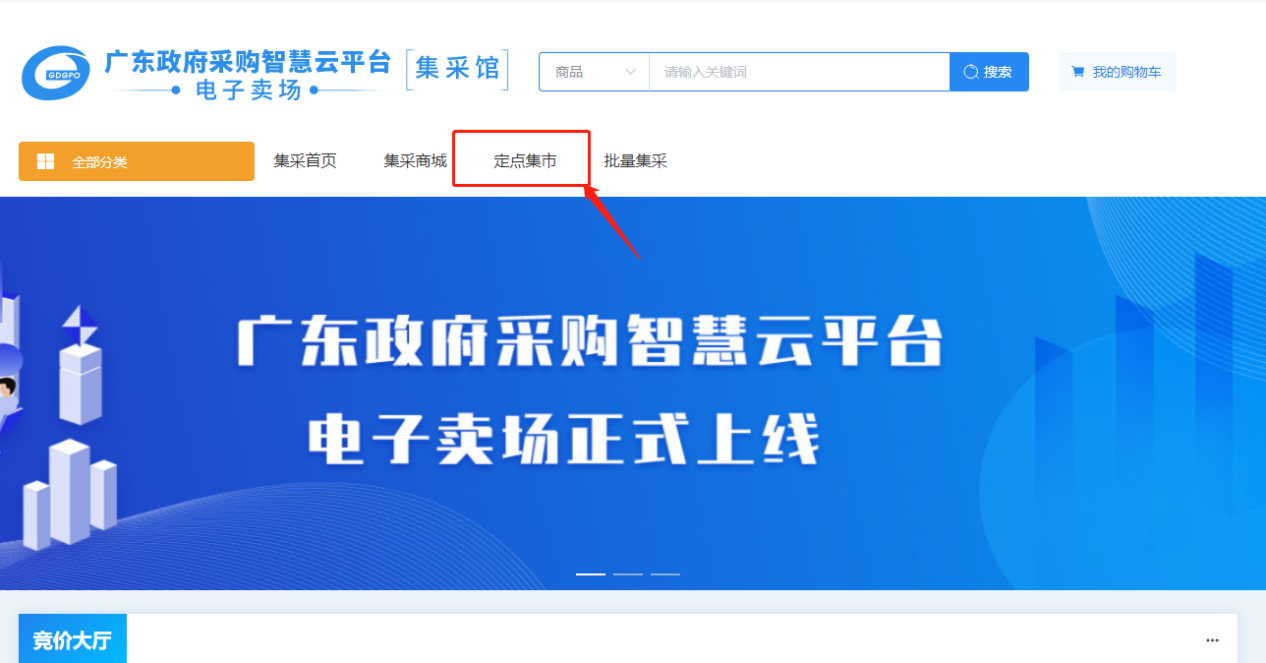 广东政府采购智慧云平台
GDGPO
电子卖场
集采馆
商品
请输入关键词
搜索
我的购物车
全部分类
集采首页
集采商城
定点集市
批量集采
广东政府采购智慧云平台
电子卖场正式上线
竞价大厅
···